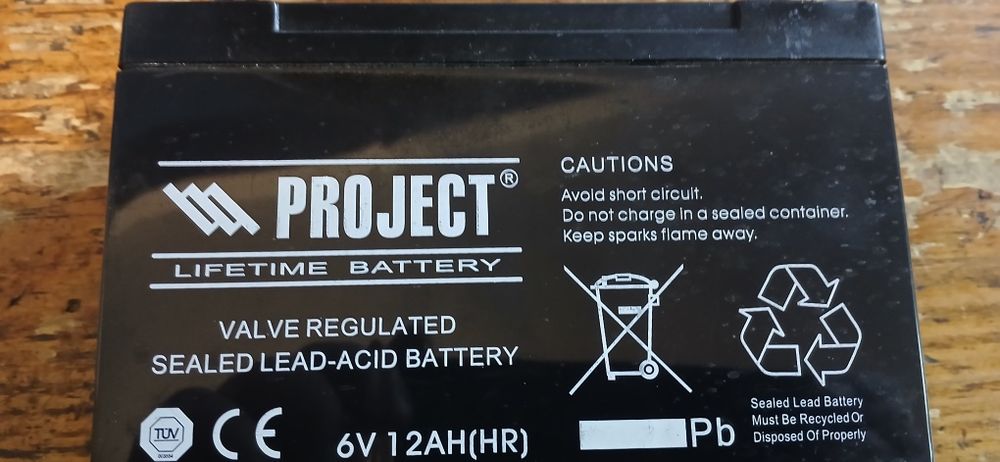 PROJECT®
LIFETIME BATTERY
VALVE REGULATED
SEALED LEAD-ACID BATTERY
TÜV
CE
6V 12AH(HR)
CAUTIONS
Avoid short circuit.
Do not charge in a sealed container.
Keep sparks flame away.
Pb
Sealed Lead Battery
Must Be Recycled Or
Disposed Of Properly